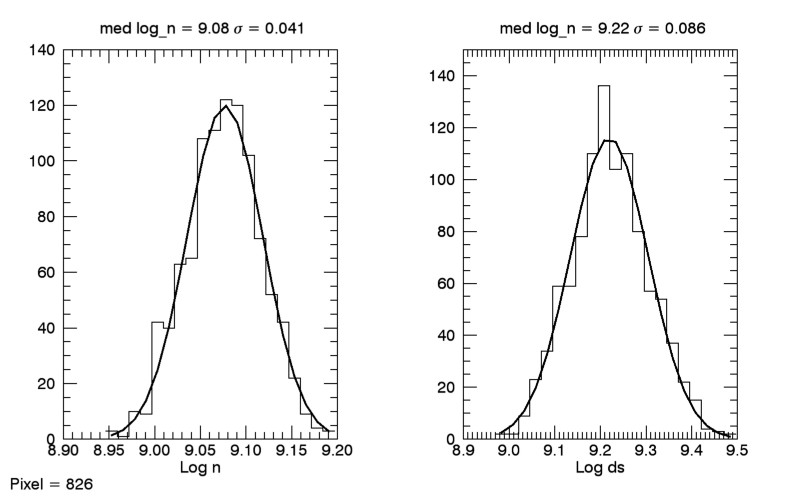 med log_n = 9.08 σ = 0.041
140
120
100
80
60
40
20
0
8.90 8.95 9.00 9.05 9.10 9.15 9.20
Log n
med log_n = 9.22 σ = 0.086
140
120
100
80
60
40
20
0
8.9 9.0 9.1 9.2 9.3 9.4 9.5
Log ds
Pixel = 826